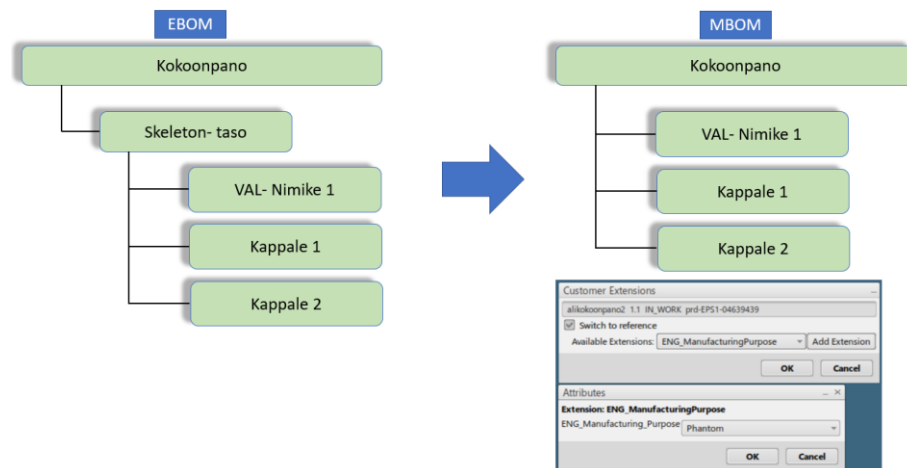 EBOM
Kokoonpano
Skeleton- taso
VAL- Nimike 1
Kappale 1
Kappale 2
MBOM
Kokoonpano
VAL- Nimike 1
Kappale 1
Kappale 2
Customer Extensions
alikokoonpano2 1.1 IN_WORK prd-EPS1-04639439
Switch to reference
Available Extensions: ENG_ManufacturingPurpose Add Extension
OK Cancel
Attributes
Extension: ENG_ManufacturingPurpose
ENG_Manufacturing_Purpose Phantom
OK Cancel